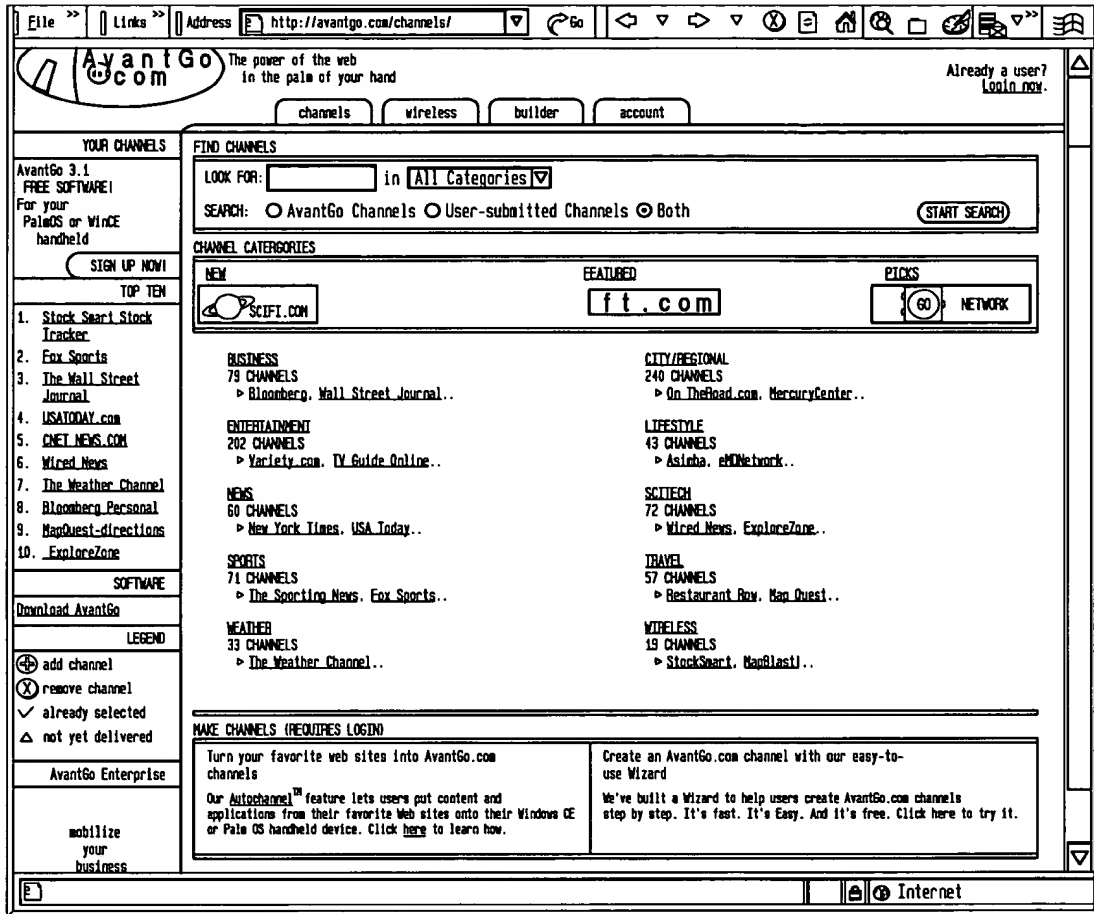 File >> Links >> Address http://avantgo.com/channels/ Go >>
AvantGo
.com
The power of the web
in the palm of your hand
Already a user?
Login now.
channels wireless builder account
YOUR CHANNELS
AvantGo 3.1
FREE SOFTWARE!
For your
PalmOS or WinCE
handheld
SIGN UP NOW!
TOP TEN
1. Stock Smart Stock
Tracker
2. Fox Sports
3. The Wall Street
Journal
4. USATODAY.com
5. CNET NEWS.COM
6. Wired News
7. The Weather Channel
8. Bloomberg Personal
9. MapQuest-directions
10. ExploreZone
SOFTWARE
Download AvantGo
LEGEND
add channel
remove channel
already selected
not yet delivered
AvantGo Enterprise
mobilize
your
business
FIND CHANNELS
LOOK FOR: in All Categories
SEARCH: AvantGo Channels User-submitted Channels Both START SEARCH
CHANNEL CATERGORIES
NEW FEATURED PICKS
SCIFI.COM ft.com GO NETWORK
BUSINESS
79 CHANNELS
Bloomberg, Wall Street Journal..
ENTERTAINMENT
202 CHANNELS
Variety.com, TV Guide Online..
NEWS
60 CHANNELS
New York Times, USA Today..
SPORTS
71 CHANNELS
The Sporting News, Fox Sports..
WEATHER
33 CHANNELS
The Weather Channel..
CITY/REGIONAL
240 CHANNELS
On TheRoad.com, MercuryCenter..
LIFESTYLE
43 CHANNELS
Asimba, eMDNetwork..
SCITECH
72 CHANNELS
Wired News, ExploreZone..
TRAVEL
57 CHANNELS
Restaurant Row, Map Quest..
WIRELESS
19 CHANNELS
StockSmart, MapBlast!..
MAKE CHANNELS (REQUIRES LOGIN)
Turn your favorite web sites into AvantGo.com
channels
Our Autochannel™ feature lets users put content and
applications from their favorite Web sites onto their Windows CE
or Palm OS handheld device. Click here to learn how.
Create an AvantGo.com channel with our easy-to-
use Wizard
We've built a Wizard to help users create AvantGo.com channels
step by step. It's fast. It's Easy. And it's free. Click here to try it.
Internet